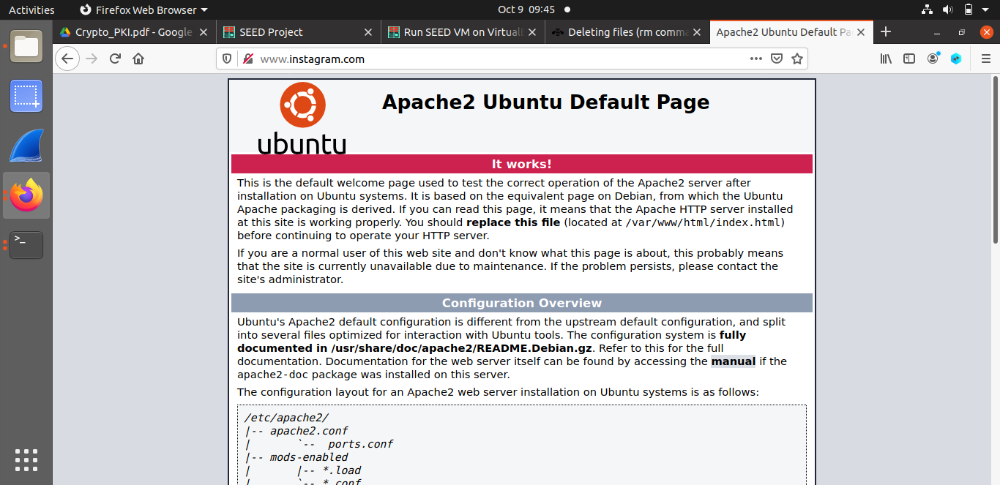 Activities
Firefox Web Browser
Oct 9 09:45
Crypto_PKI.pdf - Google
SEED Project
Run SEED VM on Virtual
Deleting files (rm comma
Apache2 Ubuntu Default Pa
www.instagram.com
ubuntu
Apache2 Ubuntu Default Page
It works!
This is the default welcome page used to test the correct operation of the Apache2 server after
installation on Ubuntu systems. It is based on the equivalent page on Debian, from which the Ubuntu
Apache packaging is derived. If you can read this page, it means that the Apache HTTP server installed
at this site is working properly. You should replace this file (located at /var/www/html/index.html)
before continuing to operate your HTTP server.
If you are a normal user of this web site and don't know what this page is about, this probably means
that the site is currently unavailable due to maintenance. If the problem persists, please contact the
site's administrator.
Configuration Overview
Ubuntu's Apache2 default configuration is different from the upstream default configuration, and split
into several files optimized for interaction with Ubuntu tools. The configuration system is fully
documented in /usr/share/doc/apache2/README.Debian.gz. Refer to this for the full
documentation. Documentation for the web server itself can be found by accessing the manual if the
apache2-doc package was installed on this server.
The configuration layout for an Apache2 web server installation on Ubuntu systems is as follows:
/etc/apache2/
|-- apache2.conf
|       `--  ports.conf
|-- mods-enabled
|       |-- *.load
|       `-- *.conf